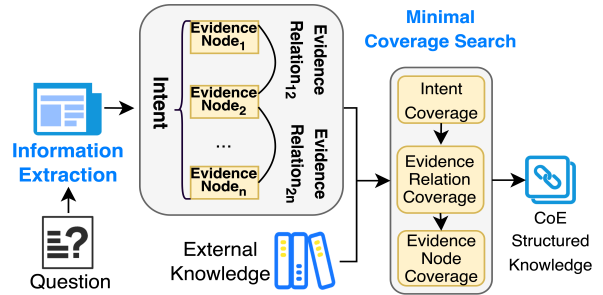 Minimal
Coverage Search
Intent
Evidence
Node1
Evidence
Node2
...
Evidence
Noden
Evidence
Relation12
Evidence
Relation2n
Information
Extraction
Question
External
Knowledge
Intent
Coverage
Evidence
Relation
Coverage
Evidence
Node
Coverage
CoE
Structured
Knowledge